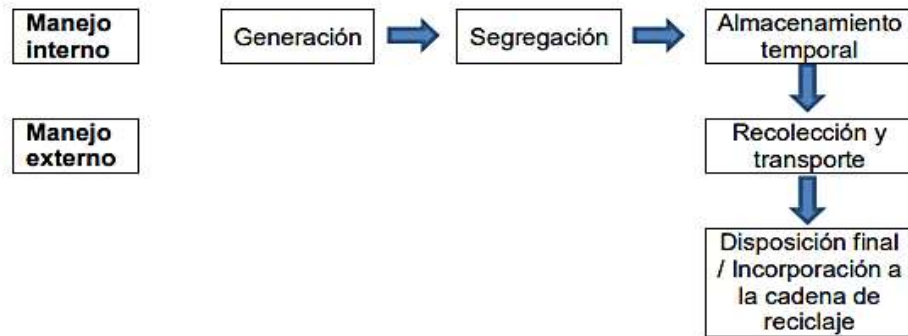 Manejo
interno
Generación
Segregación
Almacenamiento
temporal
Manejo
externo
Recolección y
transporte
Disposición final
/ Incorporación a
la cadena de
reciclaje